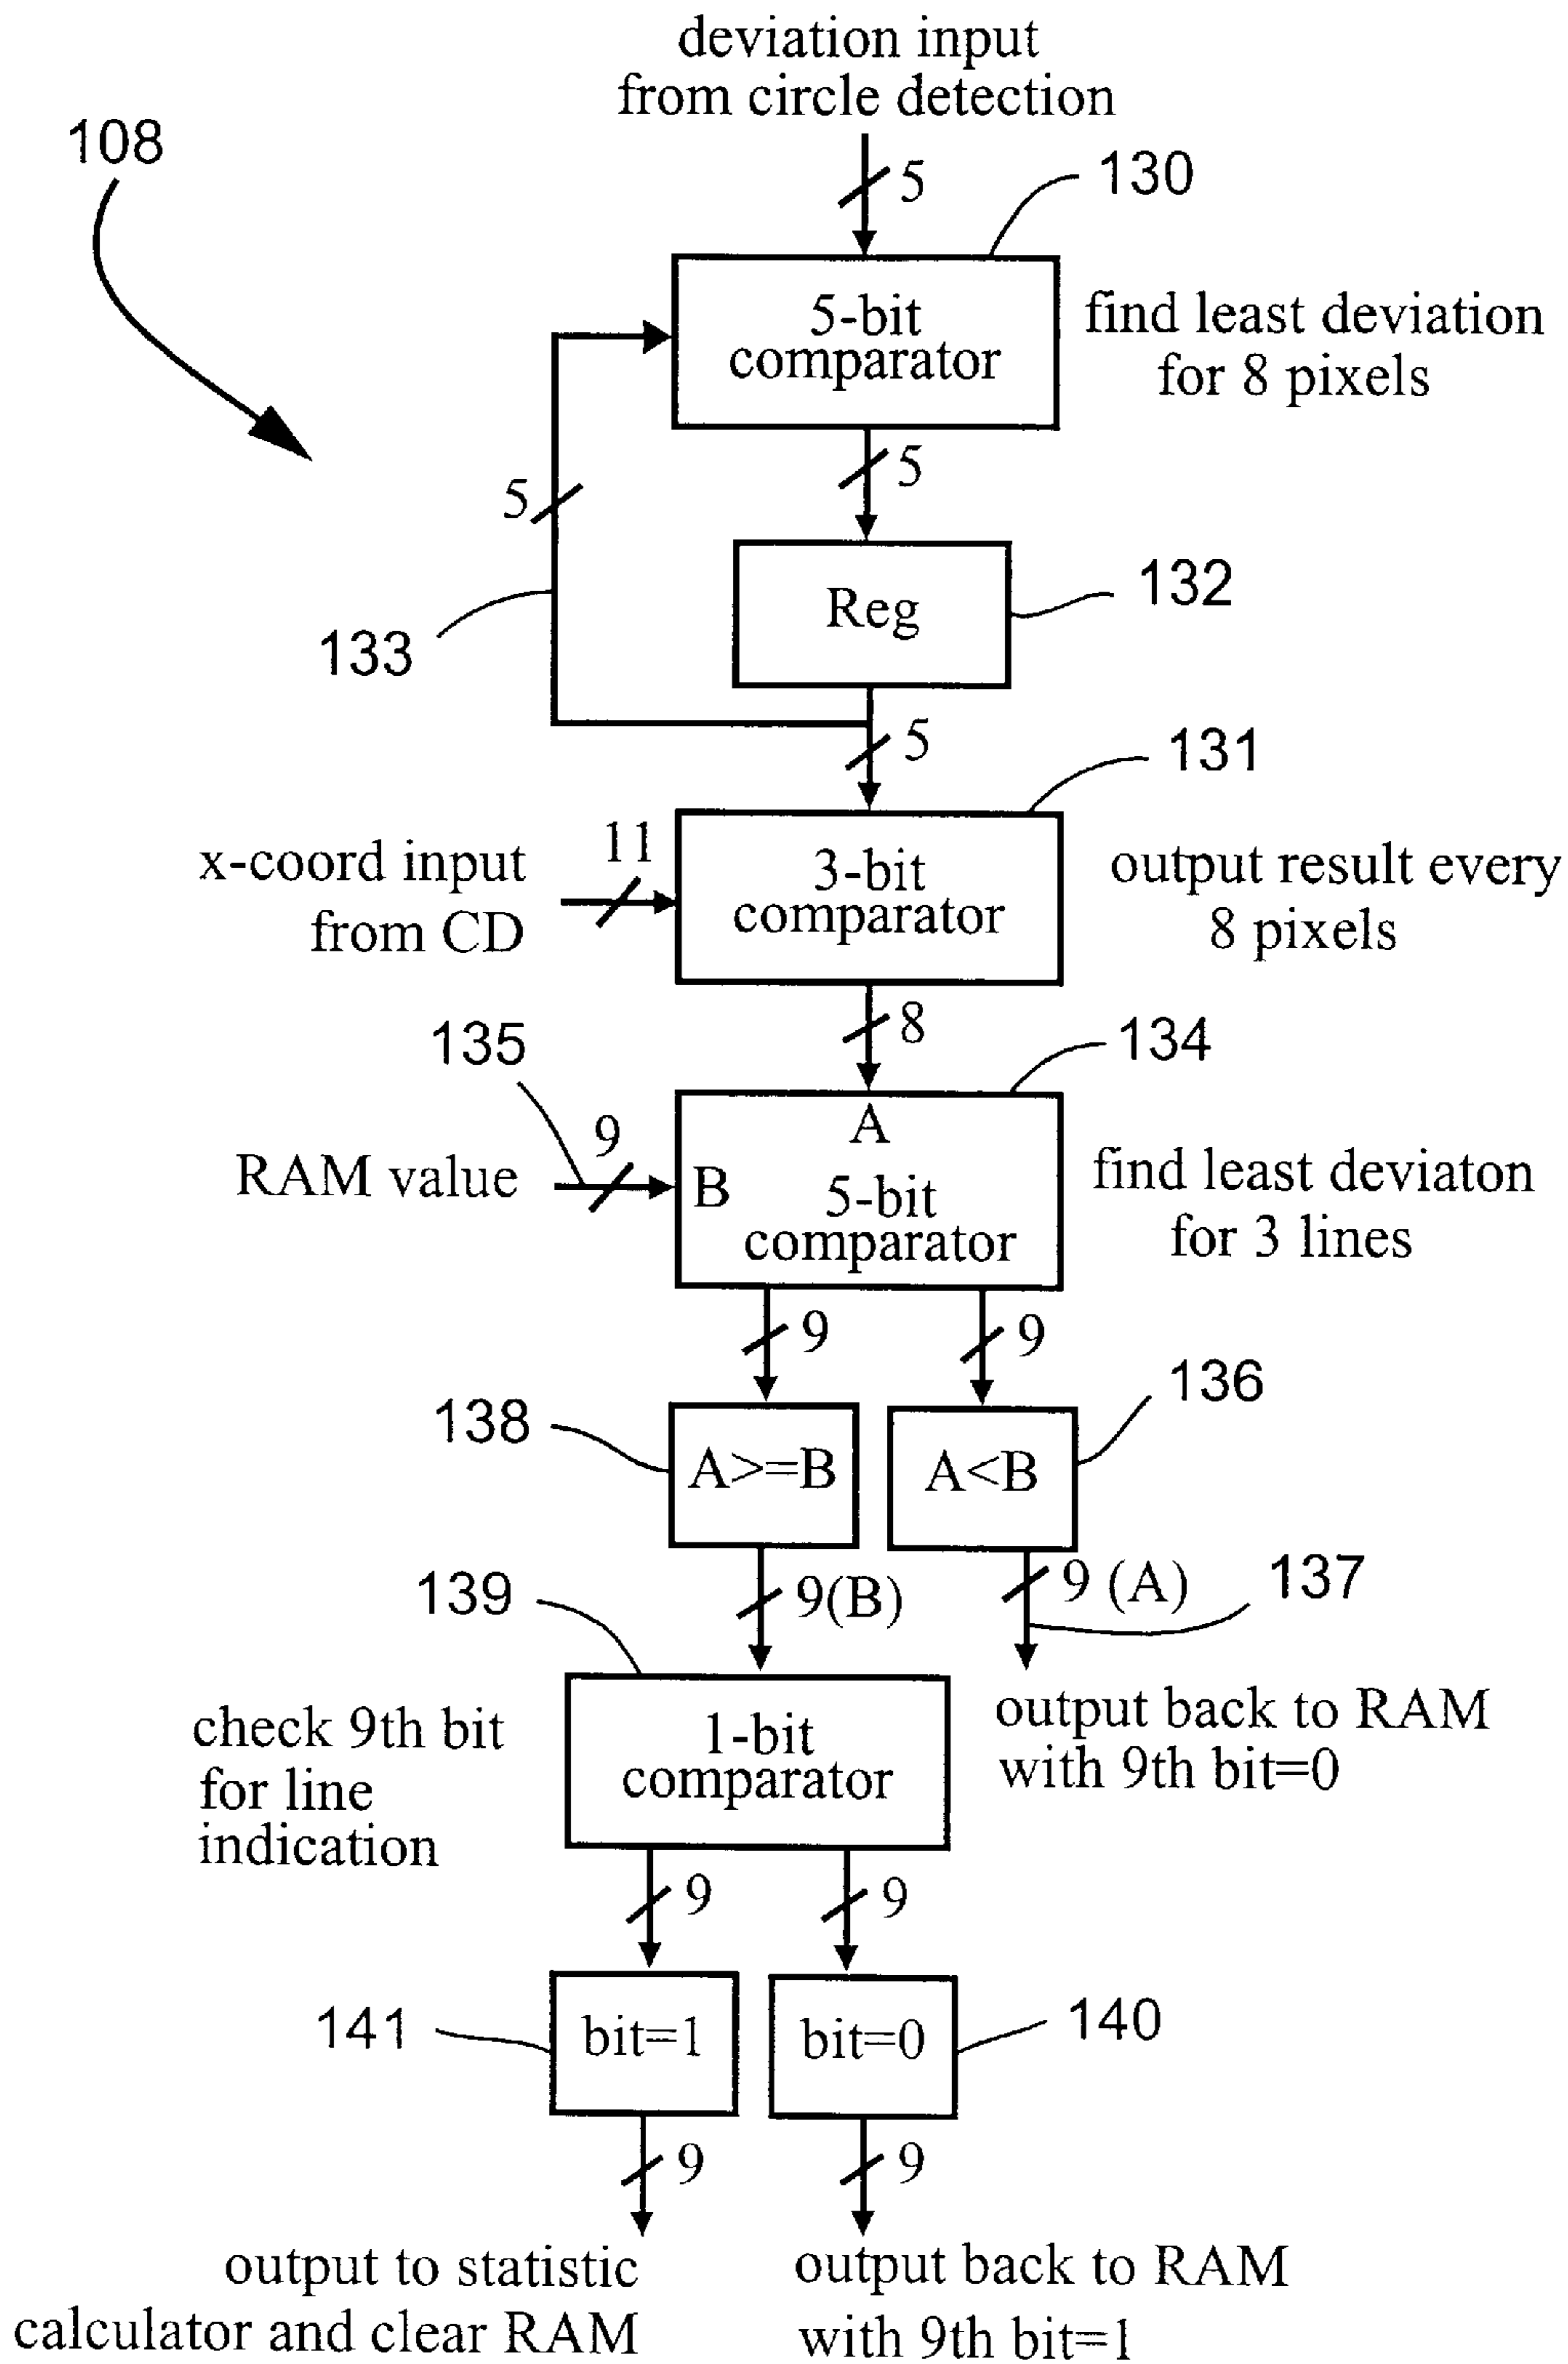 deviation input
from circle detection
108
5
130
5-bit
comparator
find least deviation
for 8 pixels
5
5
Reg
132
133
5
131
x-coord input
from CD
11
3-bit
comparator
output result every
8 pixels
8
135
134
RAM value
9
A
B
5-bit
comparator
find least deviaton
for 3 lines
9
9
138
136
A>=B
A<B
139
9(B)
9 (A)
137
check 9th bit
for line
indication
1-bit
comparator
output back to RAM
with 9th bit=0
9
9
141
bit=1
bit=0
140
9
9
output to statistic
calculator and clear RAM
output back to RAM
with 9th bit=1